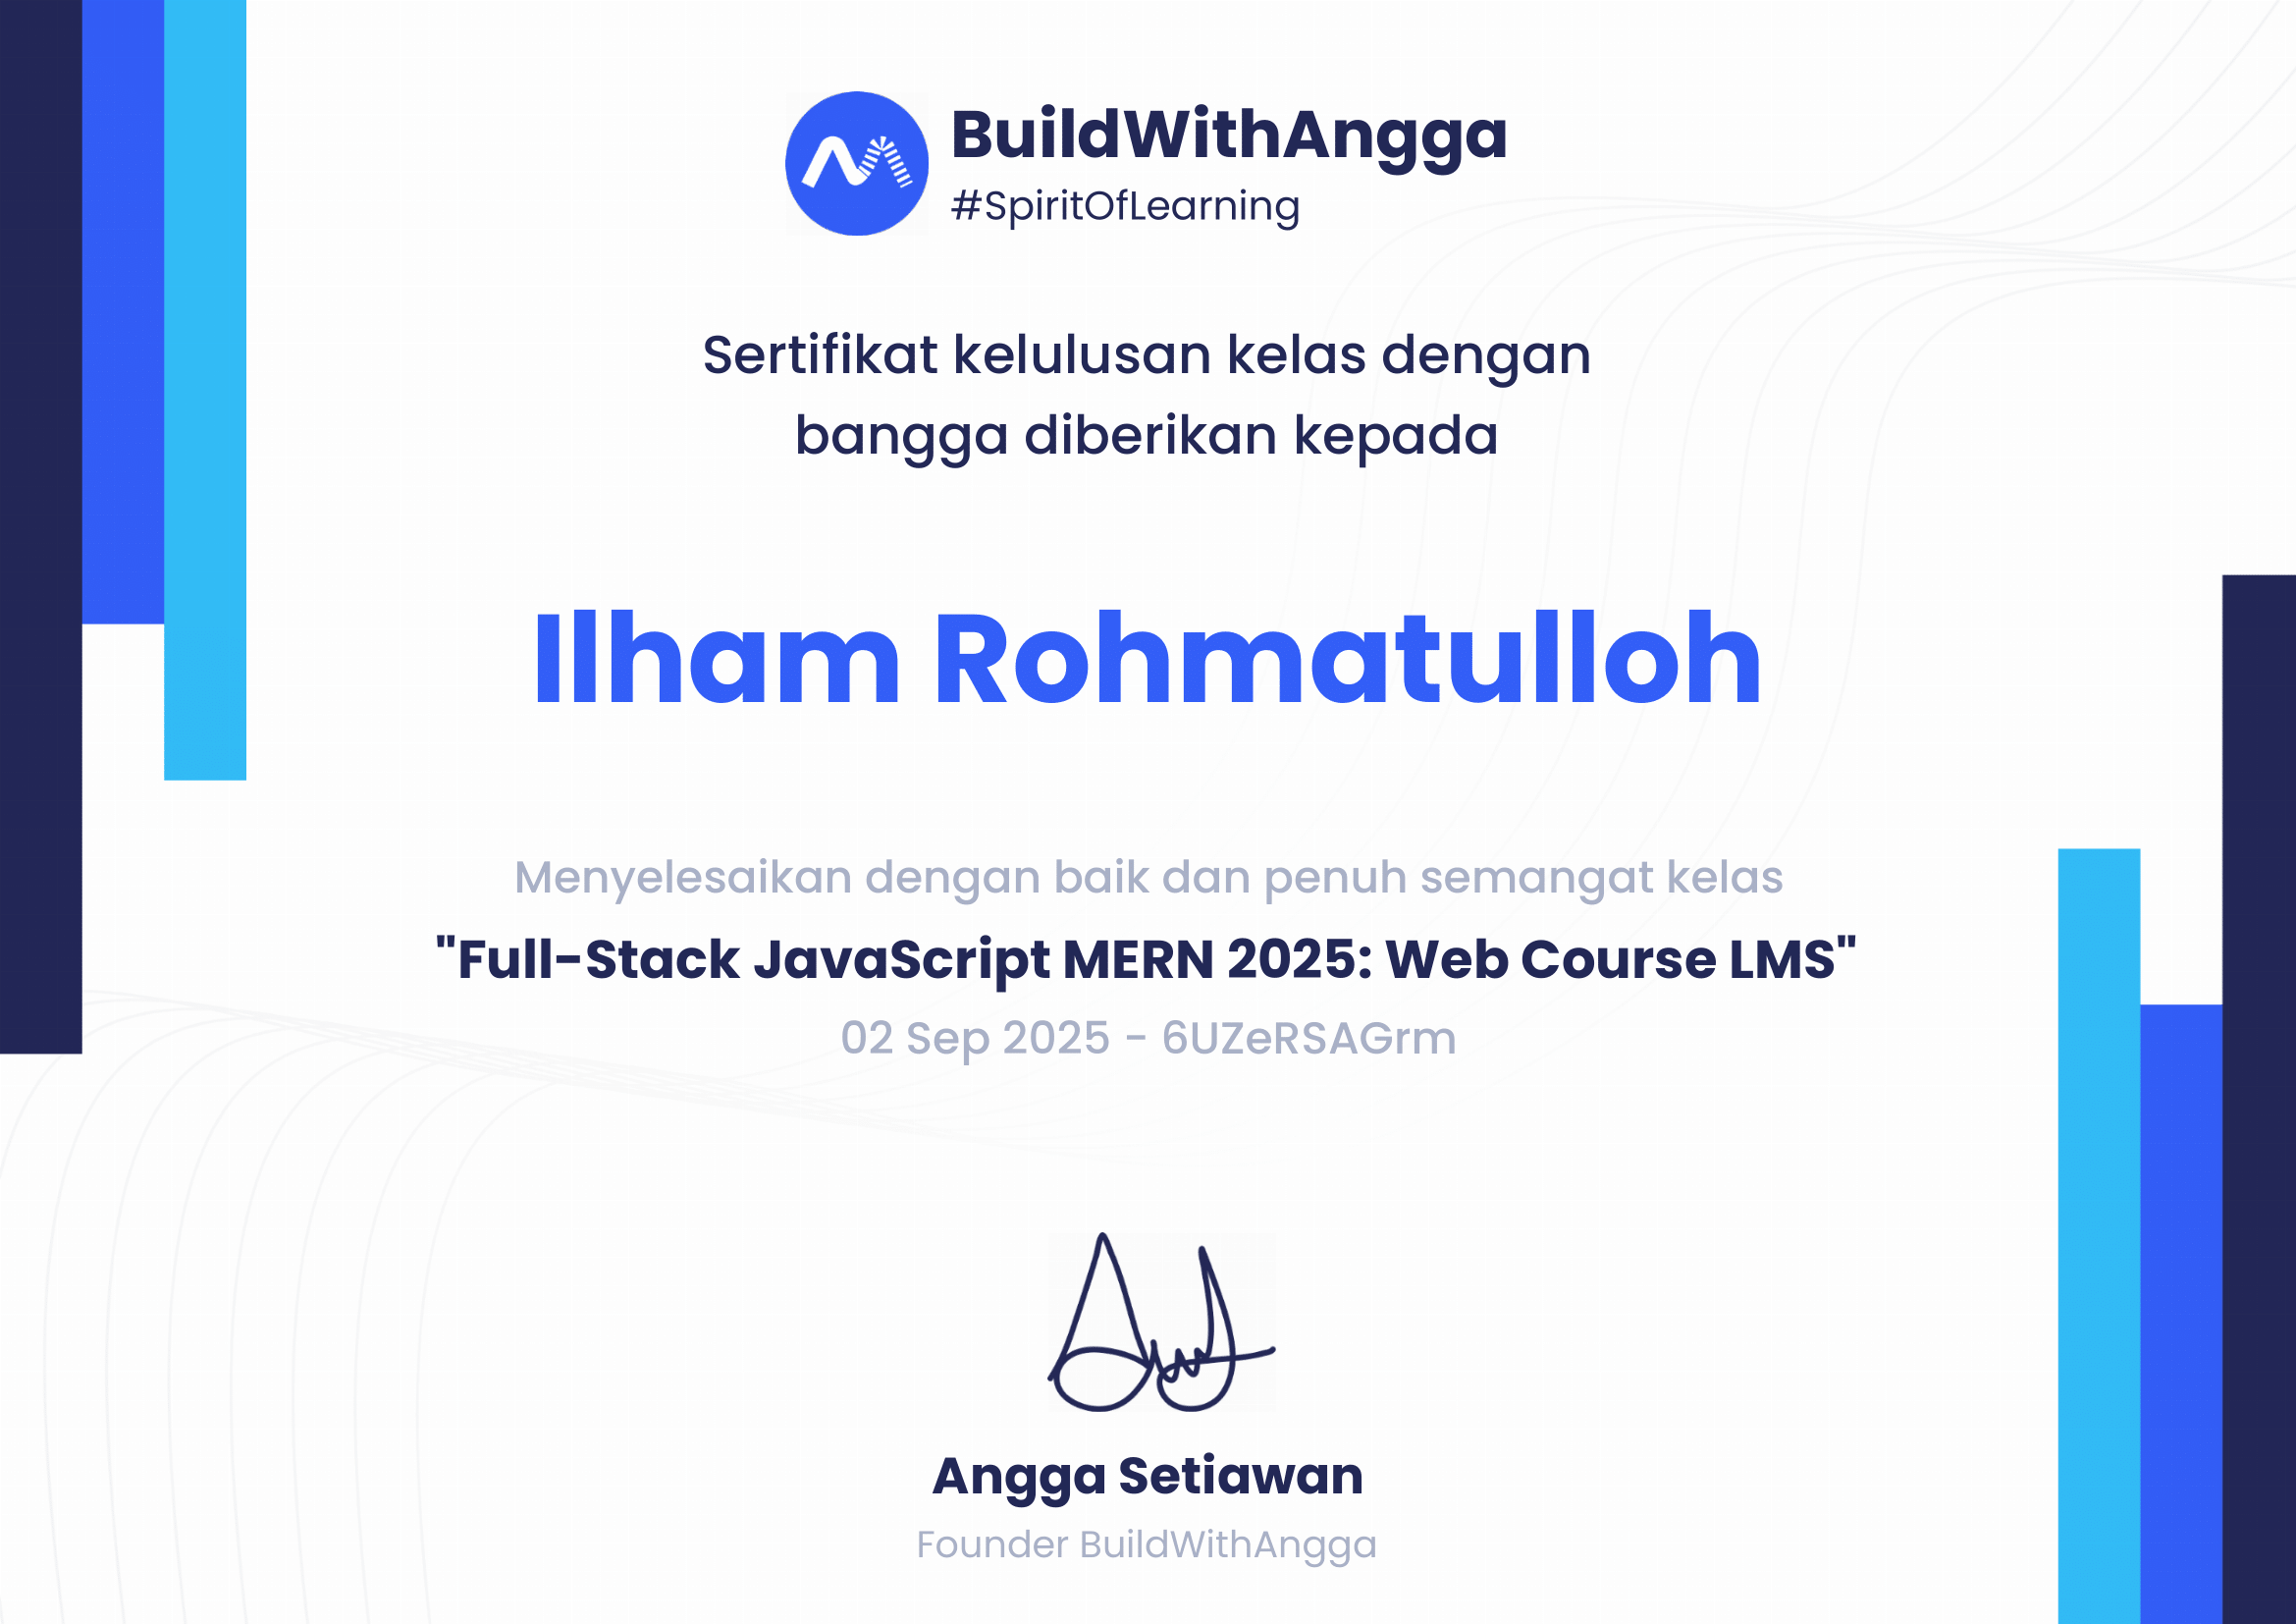 BuildWithAngga
#SpiritOfLearning
Sertifikat kelulusan kelas dengan
bangga diberikan kepada
Ilham Rohmatulloh
Menyelesaikan dengan baik dan penuh semangat kelas
"Full-Stack JavaScript MERN 2025: Web Course LMS"
02 Sep 2025 - 6UZeRSAGrm
Angga Setiawan
Founder BuildWithAngga